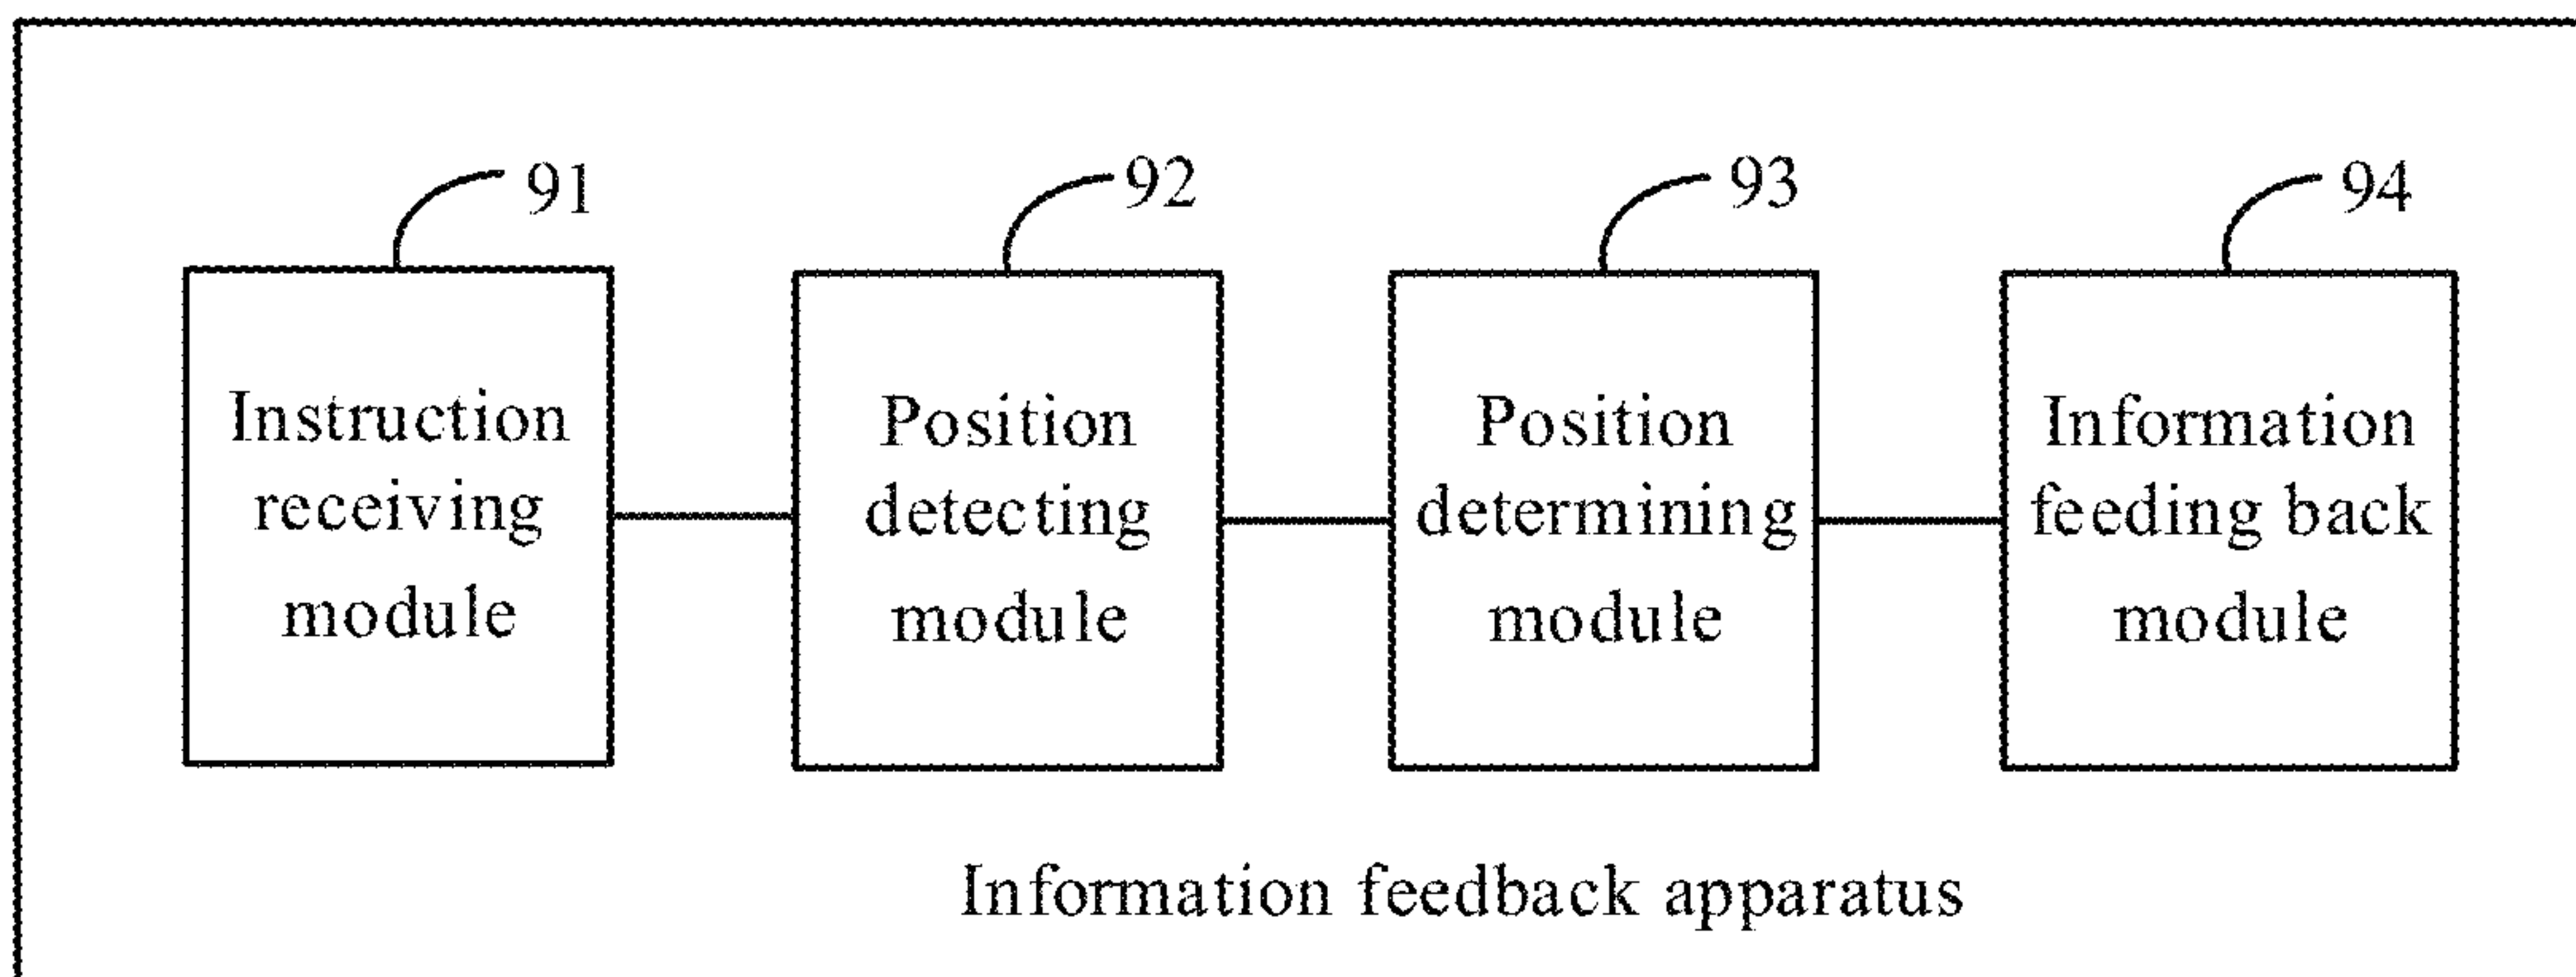 91
92
93
94
Instruction
receiving
module
Position
detecting
module
Position
determining
module
Information
feeding back
module
Information feedback apparatus